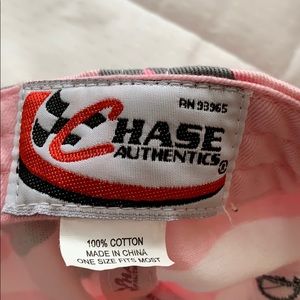 RN 93965
CHASE
AUTHENTICS®
100% COTTON
MADE IN CHINA
ONE SIZE FITS MOST